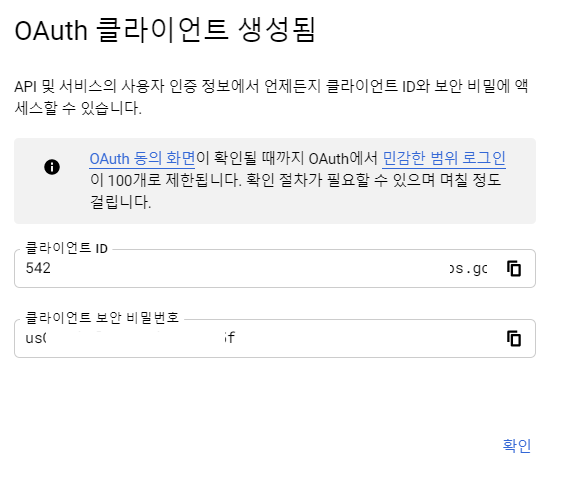 OAuth 클라이언트 생성됨
API 및 서비스의 사용자 인증 정보에서 언제든지 클라이언트 ID와 보안 비밀에 액
세스할 수 있습니다.
OAuth 동의 화면이 확인될 때까지 OAuth에서 민감한 범위 로그인
이 100개로 제한됩니다. 확인 절차가 필요할 수 있으며 며칠 정도
걸립니다.
클라이언트 ID
542
클라이언트 보안 비밀번호
확인